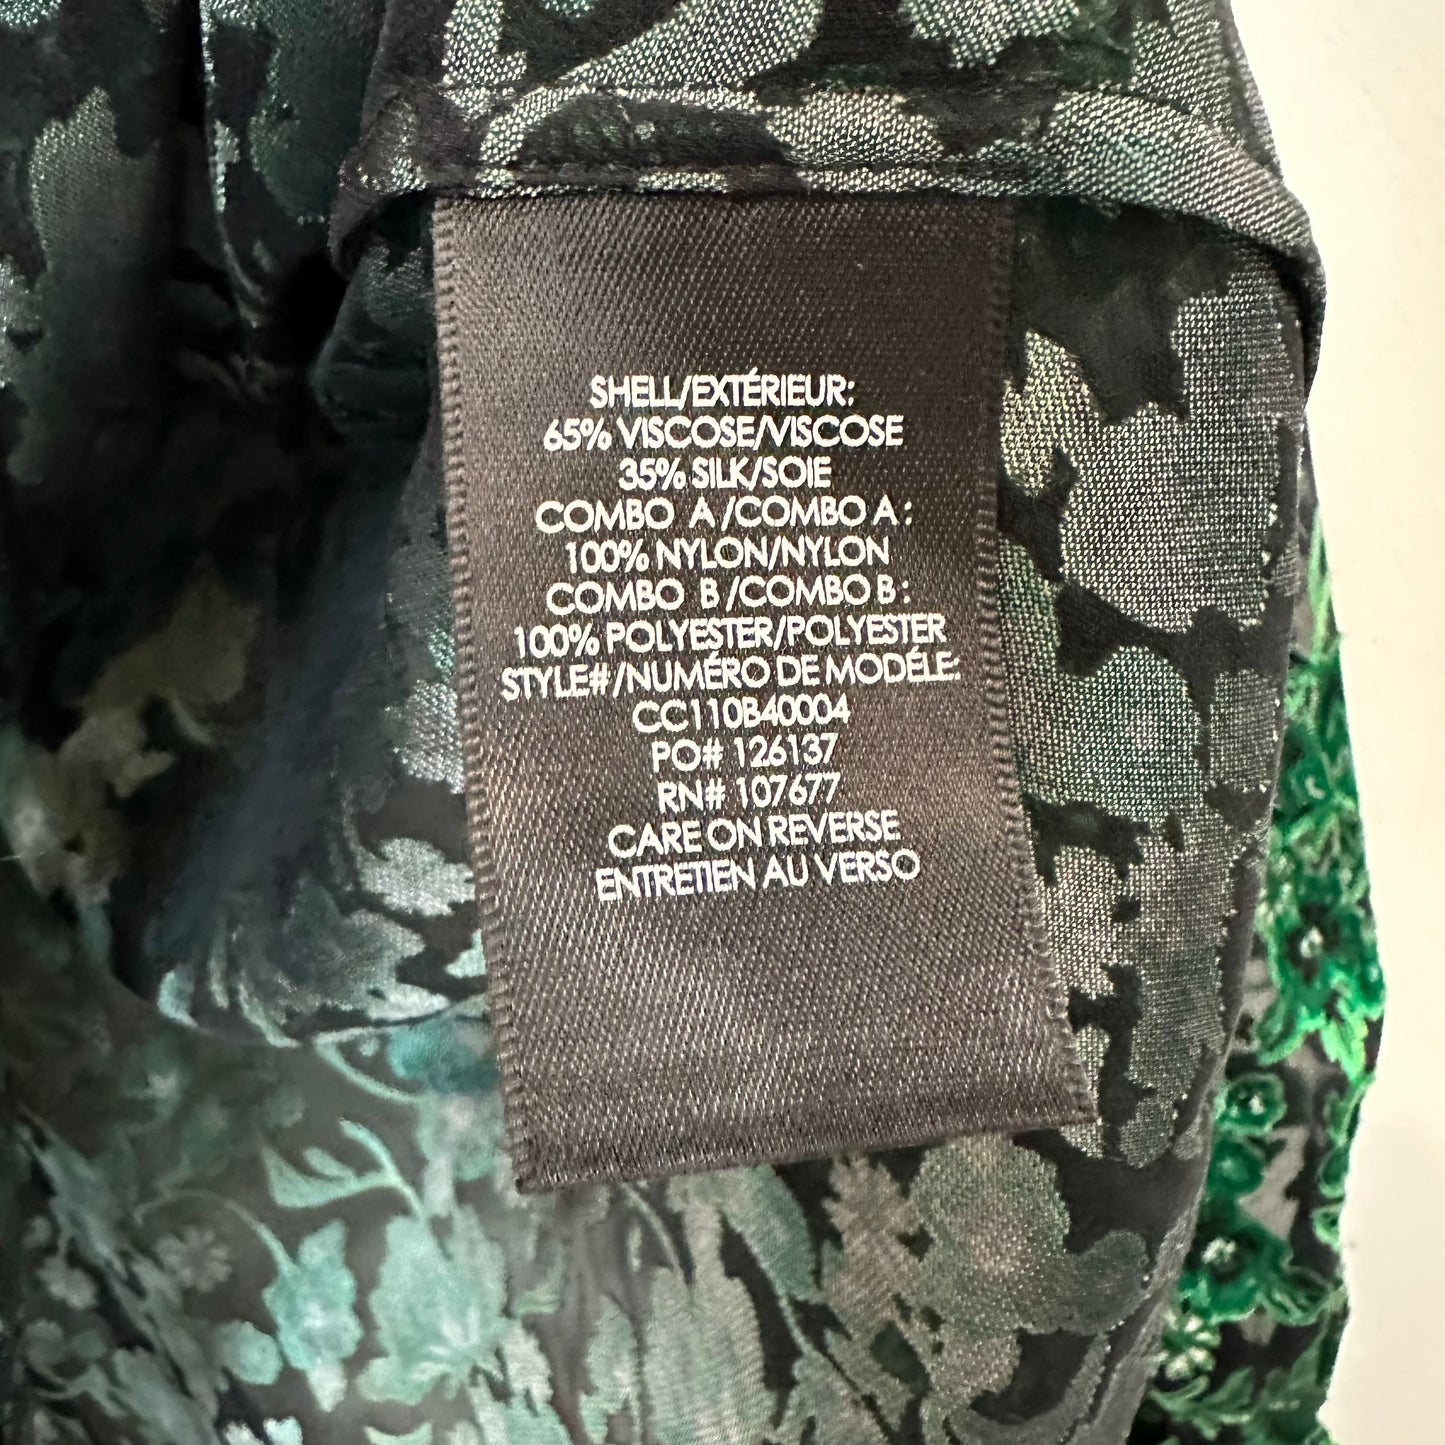 SHELL/EXTÉRIEUR:
65% VISCOSE/VISCOSE
35% SILK/SOIE
COMBO A/COMBO A:
100% NYLON/NYLON
COMBO B/COMBO B:
100% POLYESTER/POLYESTER
STYLE#/NUMÉRO DE MODÉLE:
CC110B40004
PO# 126137
RN# 107677
CARE ON REVERSE
ENTRETIEN AU VERSO